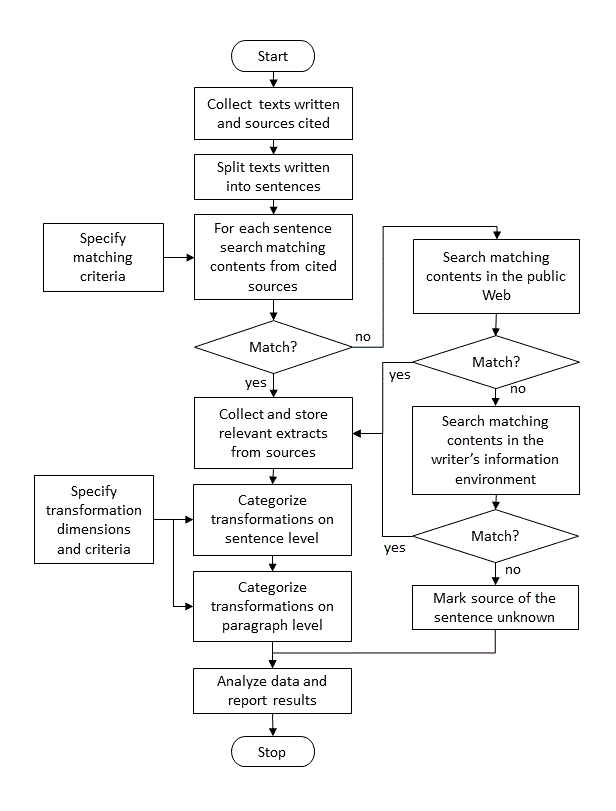 Start
Collect texts written
and sources cited
Split texts written
into sentences
For each sentence
search matching
contents from cited
sources
Specify
matching
criteria
Search matching
contents in the public
Web
no
Match?
yes
Match?
yes
no
Collect and store
relevant extracts
from sources
Search matching
contents in the
writer's information
environment
Specify
transformation
dimensions
and criteria
Categorize
transformations on
sentence level
Match?
yes
no
Categorize
transformations on
paragraph level
Mark source of the
sentence unknown
Analyze data and
report results
Stop